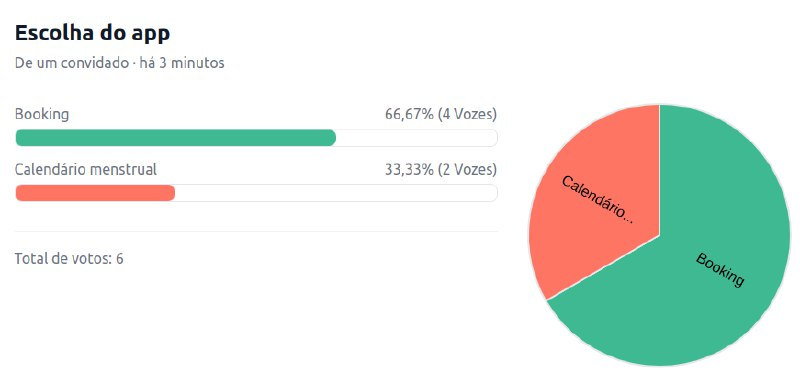 Escolha do app
De um convidado · há 3 minutos
Booking 66,67% (4 Vozes)
Calendário menstrual 33,33% (2 Vozes)
Total de votos: 6
Calendário...
Booking